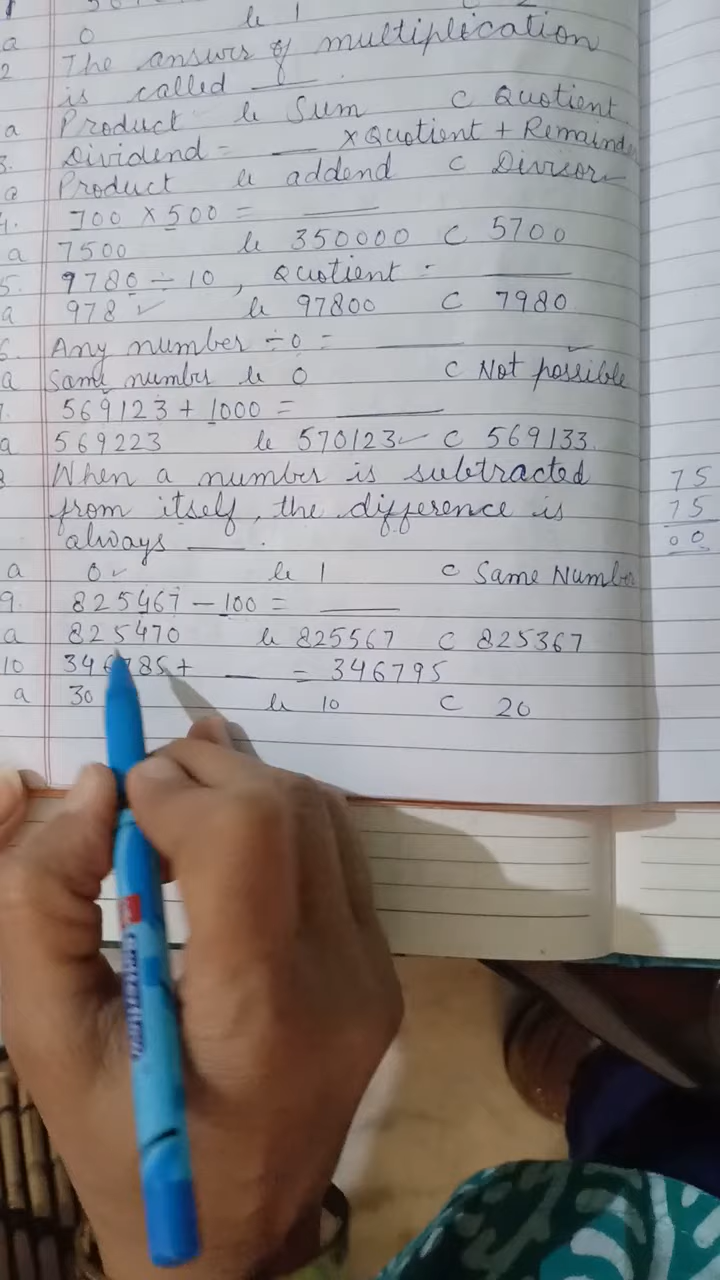 a 0 b 1
2 The answer of multiplication
is called ___.
a Product b Sum c Quotient
3. Dividend = ___ × Quotient + Remainde
a Product b addend c Divisor
4. 700 × 500 = ___
a 7500 b 350000 c 5700
5. 9780 ÷ 10, Quotient = ___
a 978 ✓ b 97800 c 7980
6. Any number ÷ 0 = ___
a Same number b 0 c Not possible ✓
7. 569123 + 1000 = ___
a 569223 b 570123 ✓ c 569133
8 When a number is subtracted
from itself, the difference is
always ___.
a 0 ✓ b 1 c Same Number
9. 825467 – 100 = ___
a 825470 b 825567 c 825367
10 346785 + ___ = 346795
a 30 b 10 c 20
75
75
00